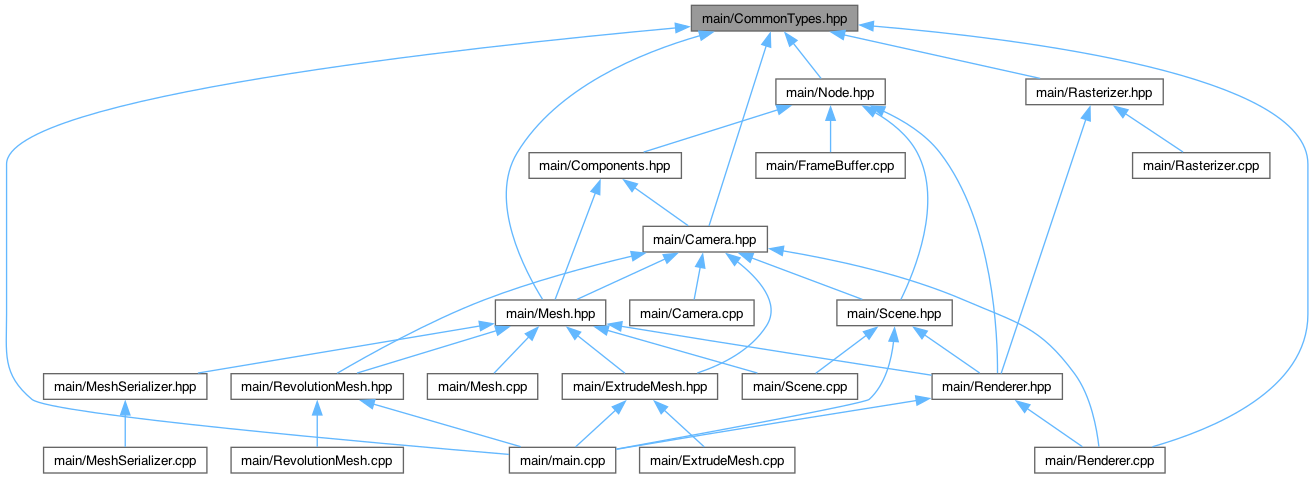 main/CommonTypes.hpp
main/Node.hpp
main/Rasterizer.hpp
main/Components.hpp
main/FrameBuffer.cpp
main/Rasterizer.cpp
main/Camera.hpp
main/Mesh.hpp
main/Camera.cpp
main/Scene.hpp
main/MeshSerializer.hpp
main/RevolutionMesh.hpp
main/Mesh.cpp
main/ExtrudeMesh.hpp
main/Scene.cpp
main/Renderer.hpp
main/MeshSerializer.cpp
main/RevolutionMesh.cpp
main/main.cpp
main/ExtrudeMesh.cpp
main/Renderer.cpp